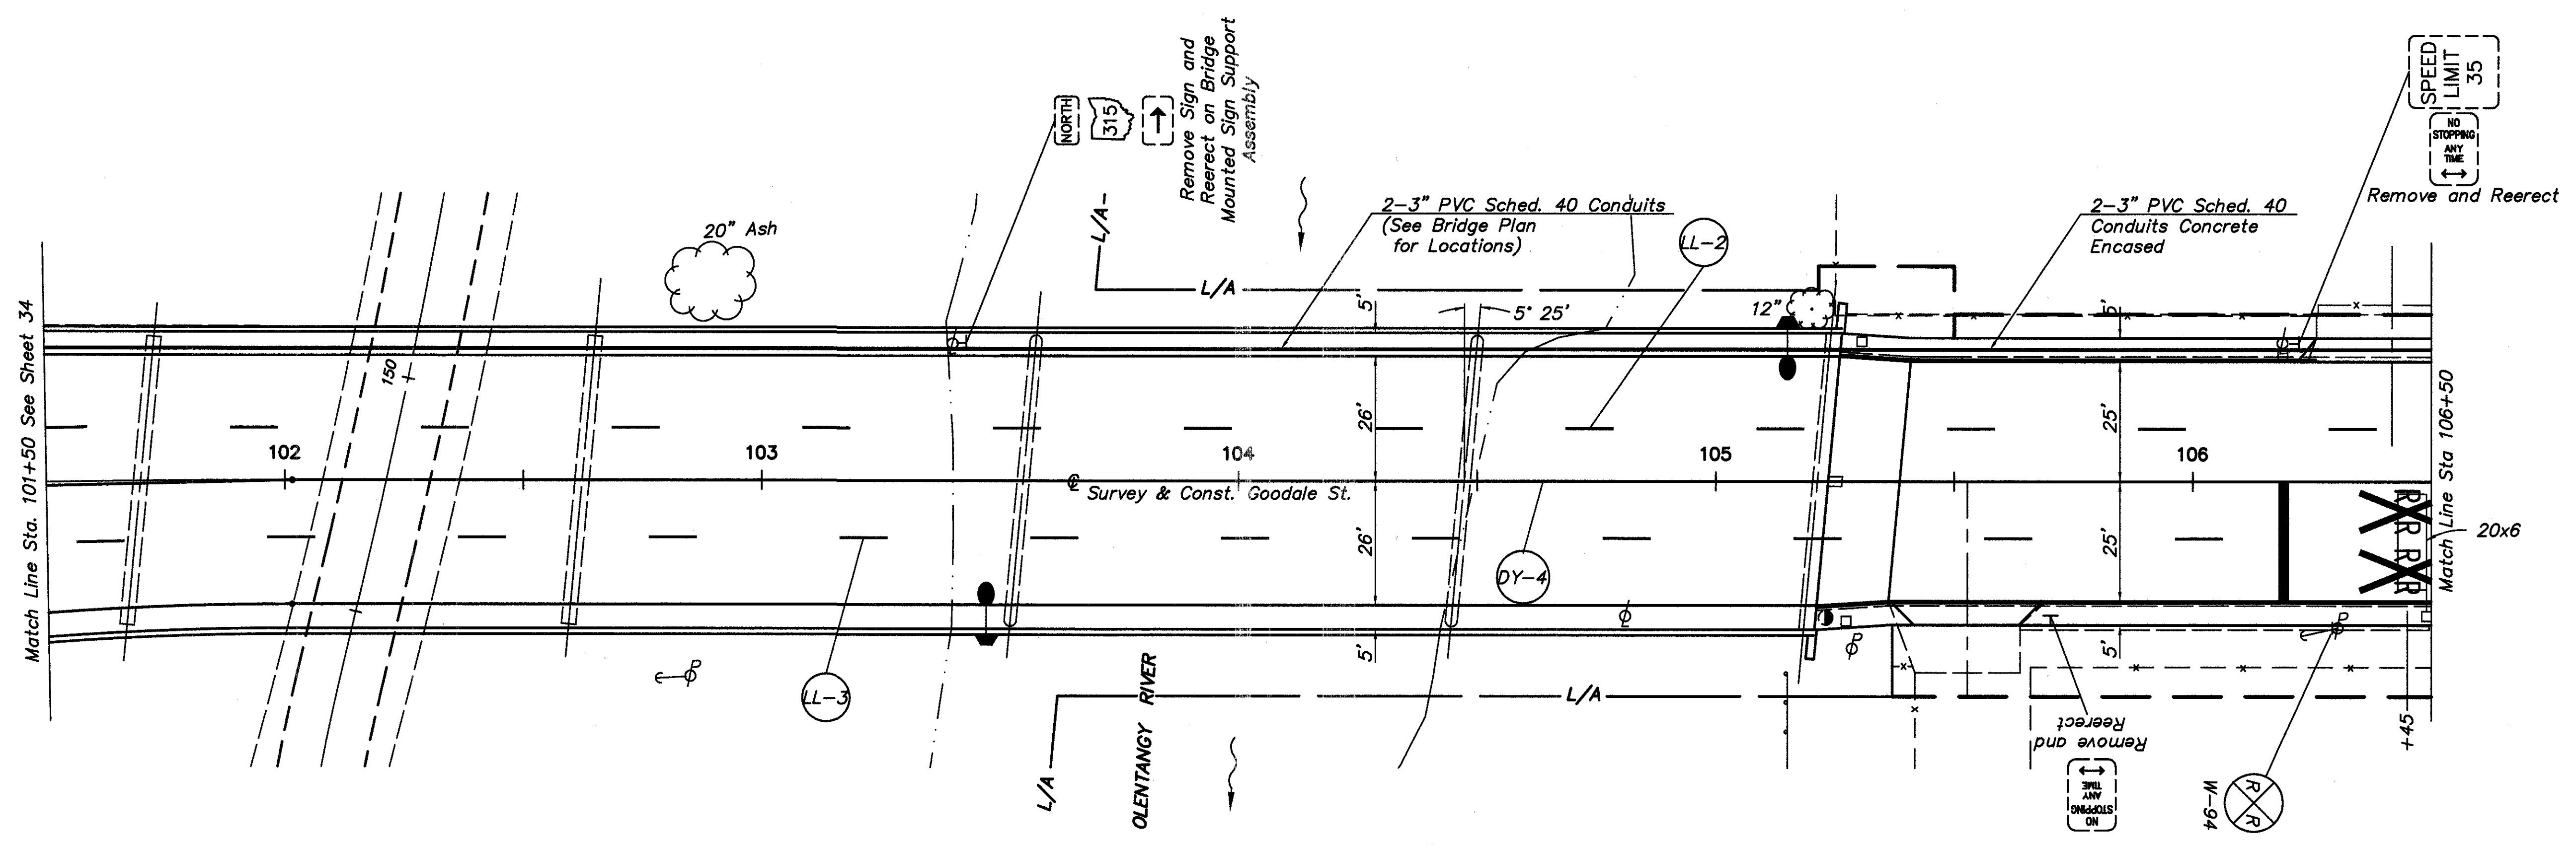 Remove Sign and
Reerect on Bridge
Mounted Sign Support
Assembly
NORTH
315
SPEED
LIMIT
35
NO
STOPPING
ANY
TIME
Remove and Reerect
20" Ash
L/A
L/A
2-3" PVC Sched. 40 Conduits
(See Bridge Plan
for Locations)
LL-2
2-3" PVC Sched. 40
Conduits Concrete
Encased
12"
5'
5° 25'
5'
Match Line Sta. 101+50 See Sheet 34
150
26'
25'
102
103
104
105
106
℄ Survey & Const. Goodale St.
26'
25'
DY-4
R R
R R
20x6
Match Line Sta 106+50
5'
5'
P
P
P
LL-3
L/A
L/A
OLENTANGY RIVER
Remove and
Reerect
NO
STOPPING
ANY
TIME
W-94
R R
+45